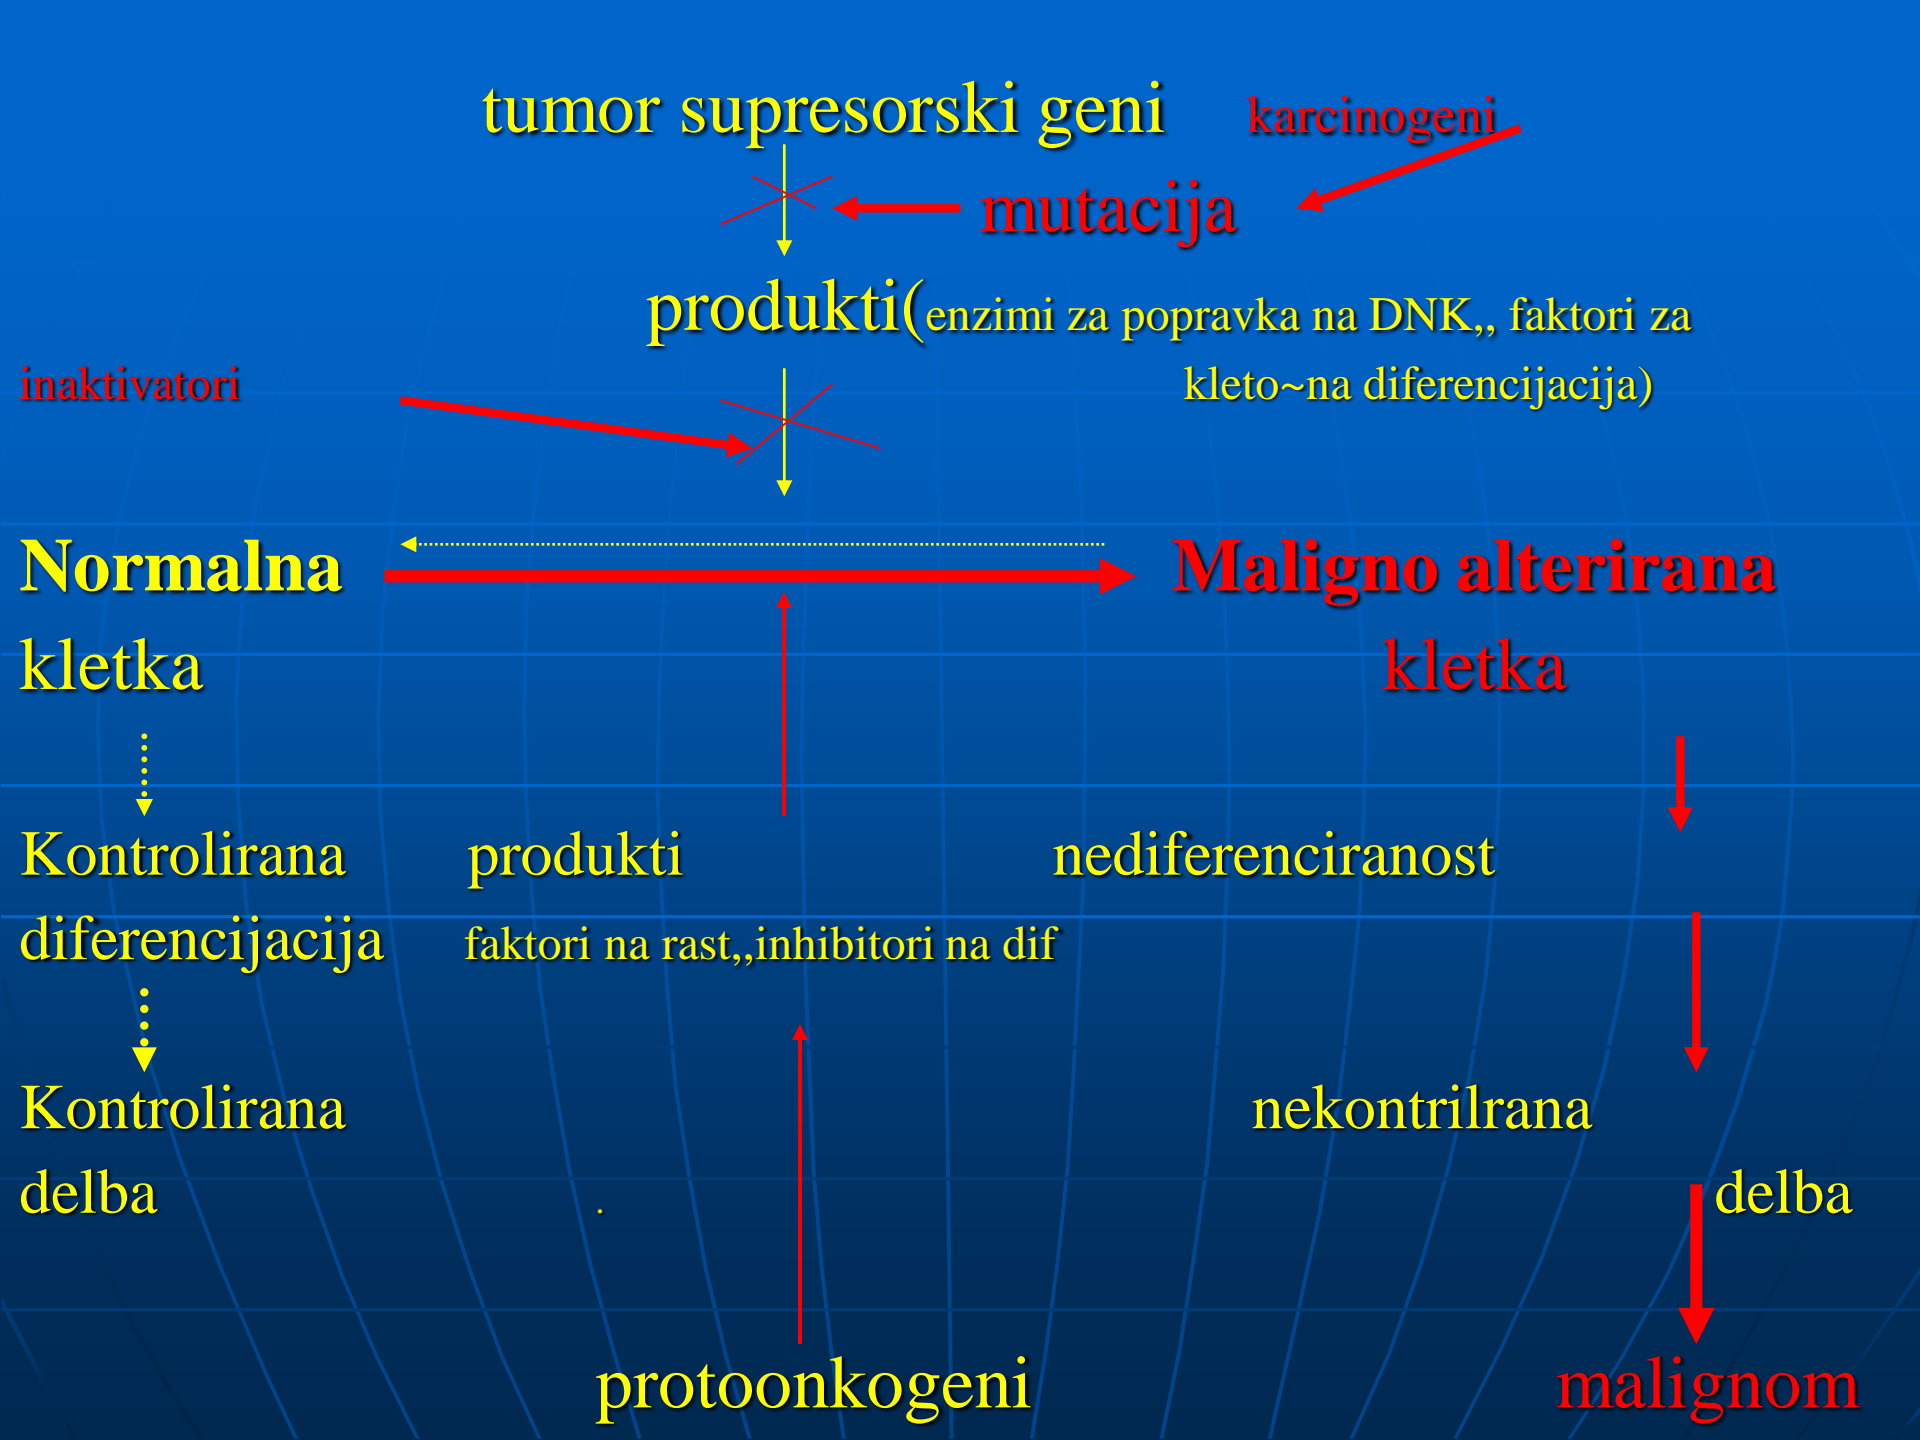 tumor supresorski geni karcinogeni
mutacija
produkti(enzimi za popravka na DNK,, faktori za
inaktivatori kleto~na diferencijacija)
Normalna Maligno alterirana
kletka kletka
Kontrolirana produkti nediferenciranost
diferencijacija faktori na rast,,inhibitori na dif
Kontrolirana nekontrilrana
delba . delba
protoonkogeni malignom